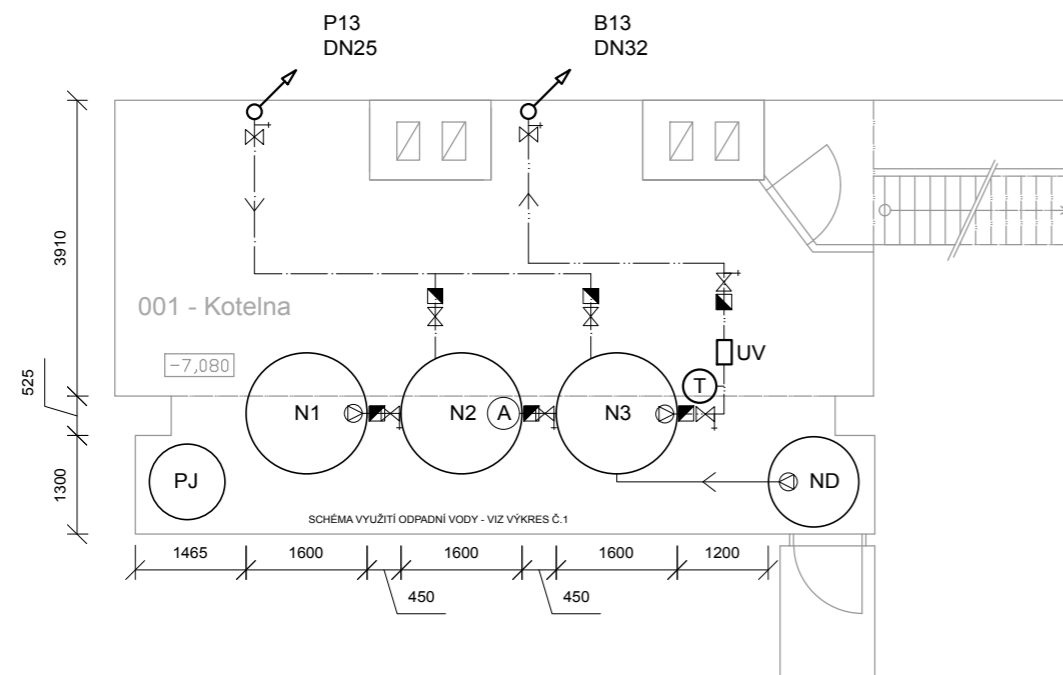 P13
DN25
B13
DN32
3910
001 - Kotelna
-7,080
UV
525
T
N1
N2
A
N3
1300
PJ
ND
SCHÉMA VYUŽITÍ ODPADNÍ VODY - VIZ VÝKRES Č.1
1465
1600
1600
1600
1200
450
450